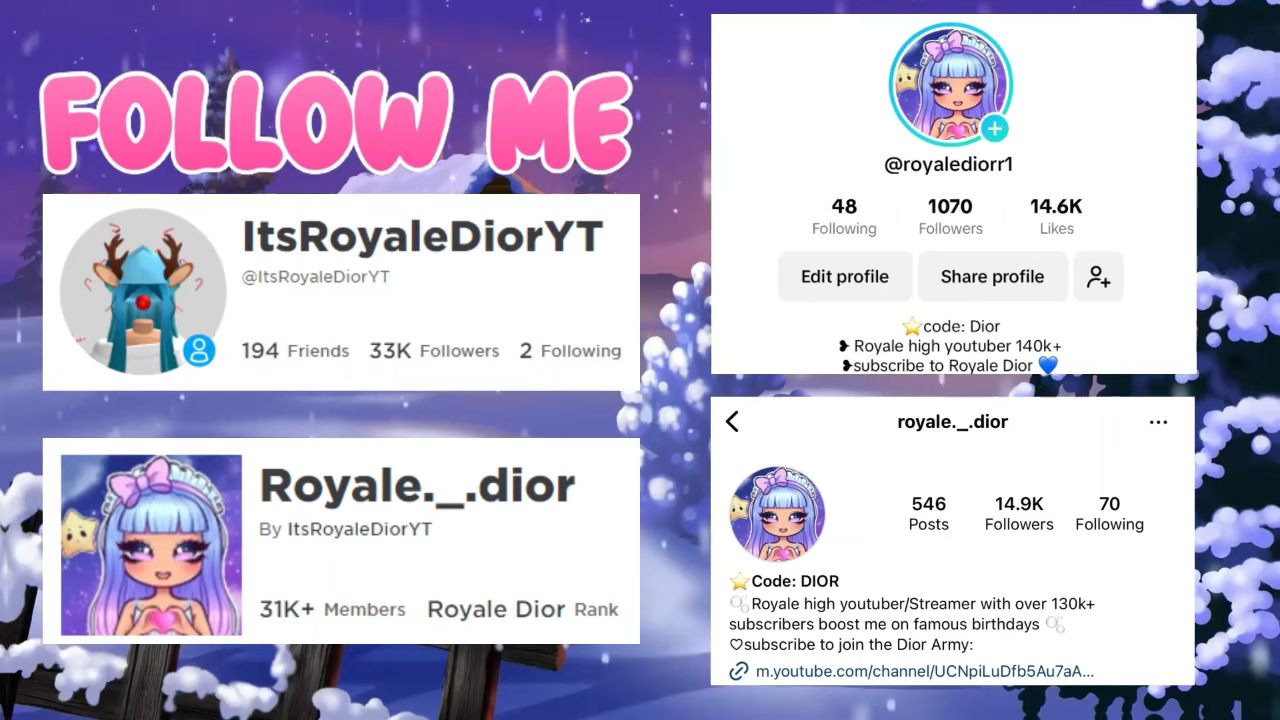 FOLLOW ME
ItsRoyaleDiorYT
@ItsRoyaleDiorYT
194 Friends 33K Followers 2 Following
Royale._.dior
By ItsRoyaleDiorYT
31K+ Members Royale Dior Rank
@royalediorr1
48 1070 14.6K
Following Followers Likes
Edit profile Share profile
⭐code: Dior
❥ Royale high youtuber 140k+
❥subscribe to Royale Dior 💙
royale._.dior
546 14.9K 70
Posts Followers Following
⭐Code: DIOR
🫧Royale high youtuber/Streamer with over 130k+
subscribers boost me on famous birthdays 🫧
♡subscribe to join the Dior Army:
m.youtube.com/channel/UCNpiLuDfb5Au7aA...